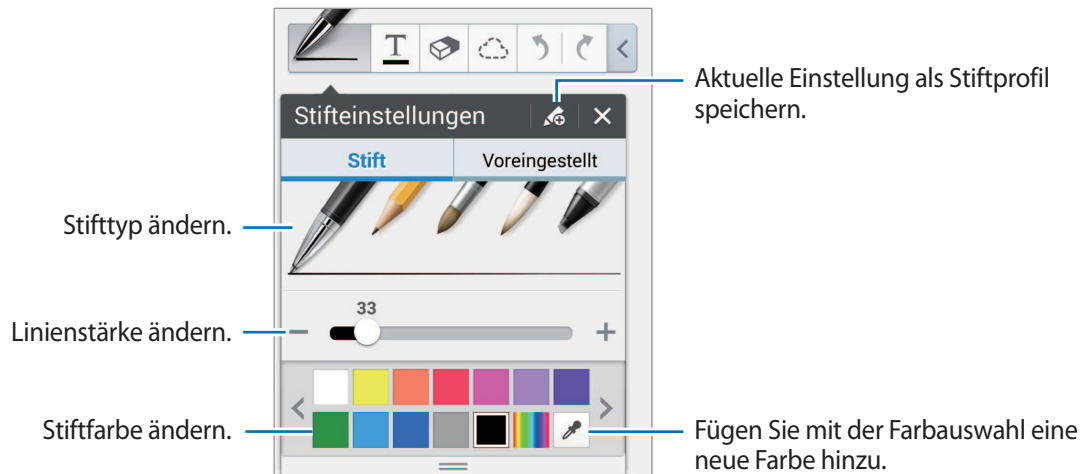 T
Aktuelle Einstellung als Stiftprofil
speichern.
Stifteinstellungen
Stift
Voreingestellt
Stifttyp ändern.
33
Linienstärke ändern.
Stiftfarbe ändern.
Fügen Sie mit der Farbauswahl eine
neue Farbe hinzu.